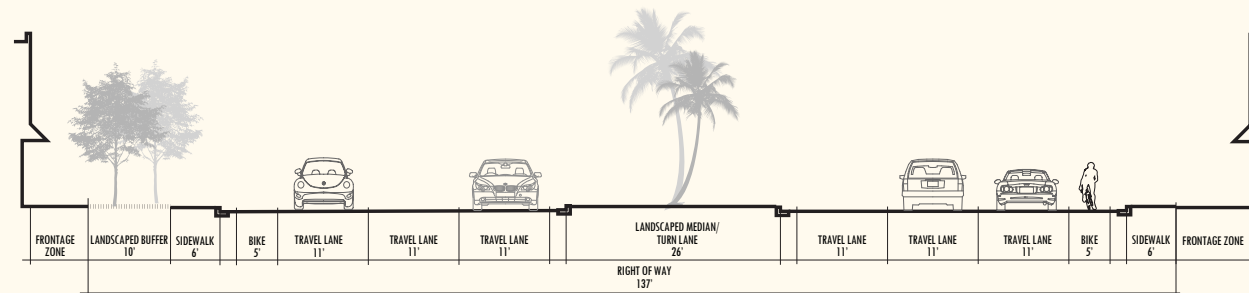 FRONTAGE
ZONE
LANDSCAPED BUFFER
10'
SIDEWALK
6'
BIKE
5'
TRAVEL LANE
11'
TRAVEL LANE
11'
TRAVEL LANE
11'
LANDSCAPED MEDIAN/
TURN LANE
26'
TRAVEL LANE
11'
TRAVEL LANE
11'
TRAVEL LANE
11'
BIKE
5'
SIDEWALK
6'
FRONTAGE ZONE
RIGHT OF WAY
137'